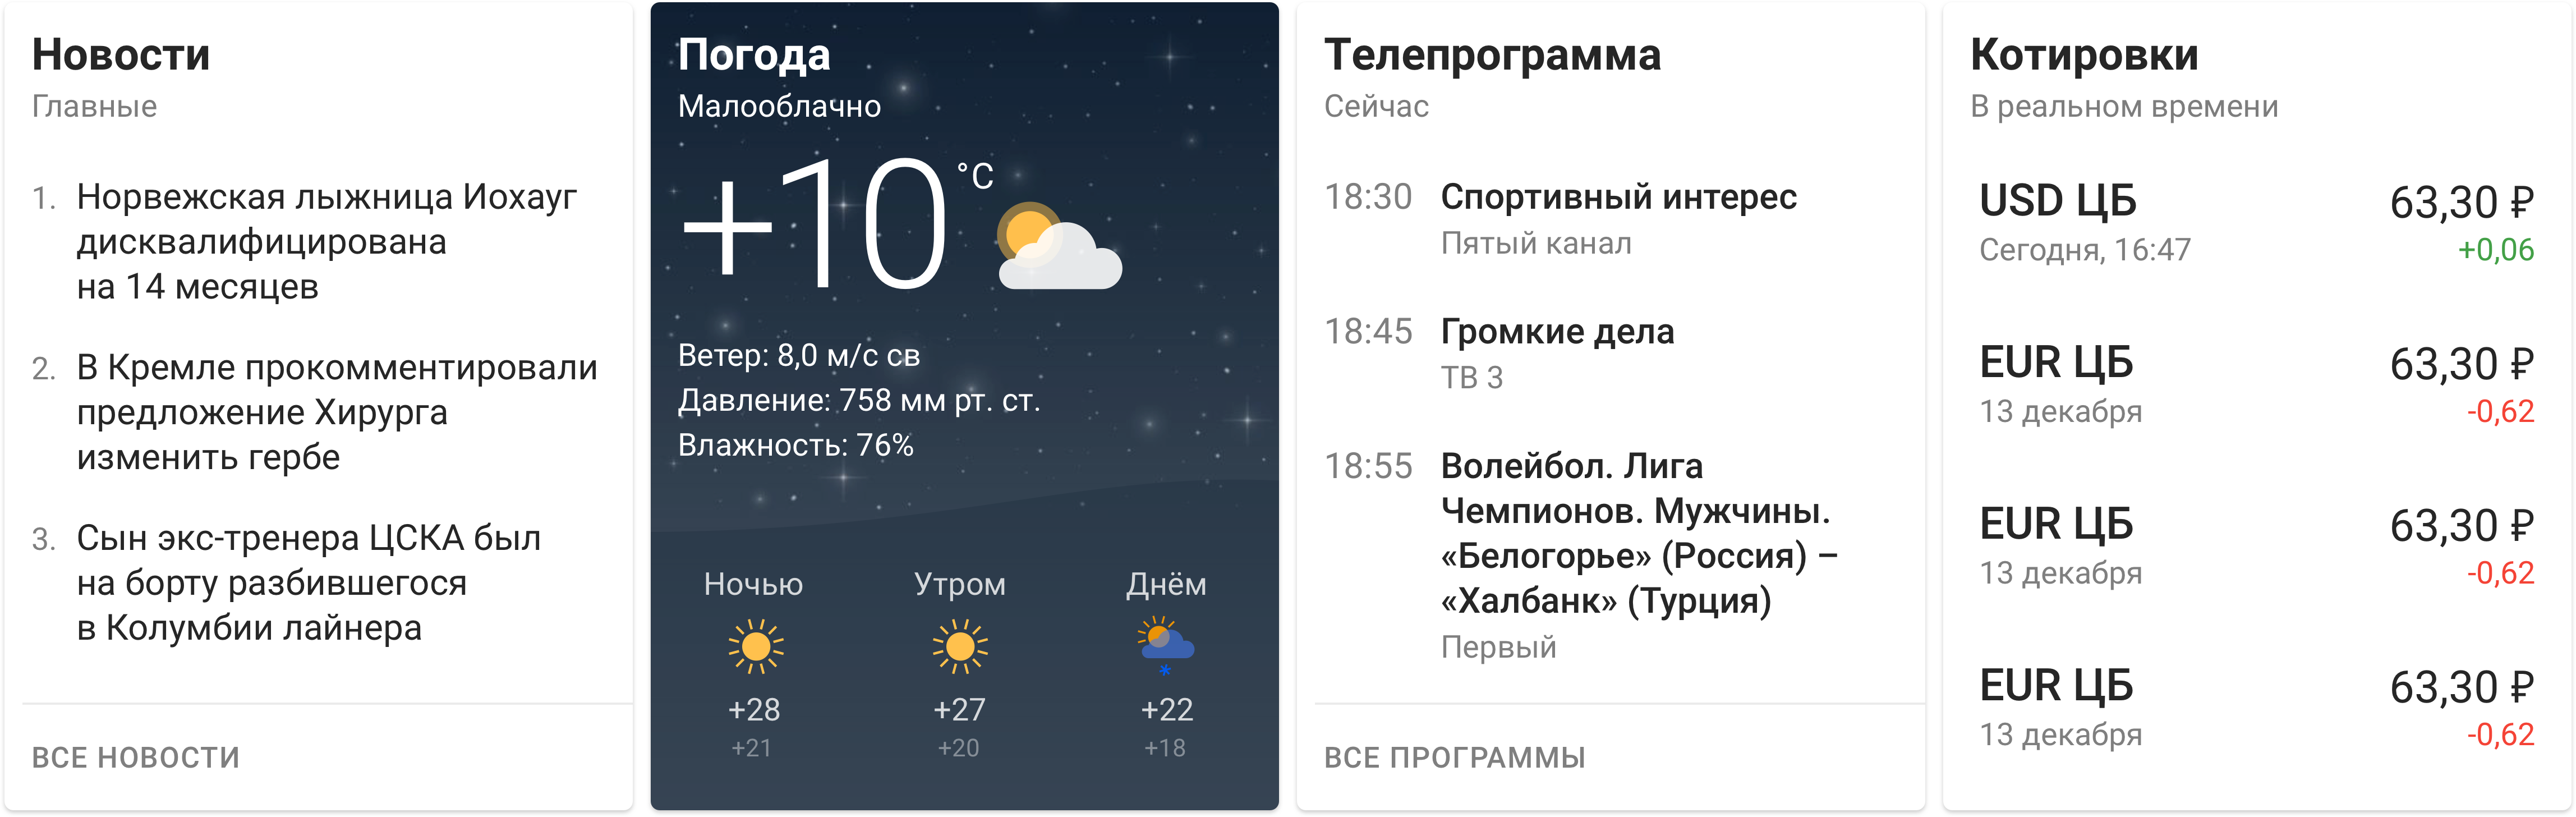 Новости
Главные
1. Норвежская лыжница Иохауг
дисквалифицирована
на 14 месяцев
2. В Кремле прокомментировали
предложение Хирурга
изменить гербе
3. Сын экс-тренера ЦСКА был
на борту разбившегося
в Колумбии лайнера
ВСЕ НОВОСТИ
Погода
Малооблачно
+10 °C
Ветер: 8,0 м/с св
Давление: 758 мм рт. ст.
Влажность: 76%
Ночью Утром Днём
+28 +27 +22
+21 +20 +18
Телепрограмма
Сейчас
18:30 Спортивный интерес
Пятый канал
18:45 Громкие дела
ТВ 3
18:55 Волейбол. Лига
Чемпионов. Мужчины.
«Белогорье» (Россия) –
«Халбанк» (Турция)
Первый
ВСЕ ПРОГРАММЫ
Котировки
В реальном времени
USD ЦБ 63,30 ₽
Сегодня, 16:47 +0,06
EUR ЦБ 63,30 ₽
13 декабря -0,62
EUR ЦБ 63,30 ₽
13 декабря -0,62
EUR ЦБ 63,30 ₽
13 декабря -0,62